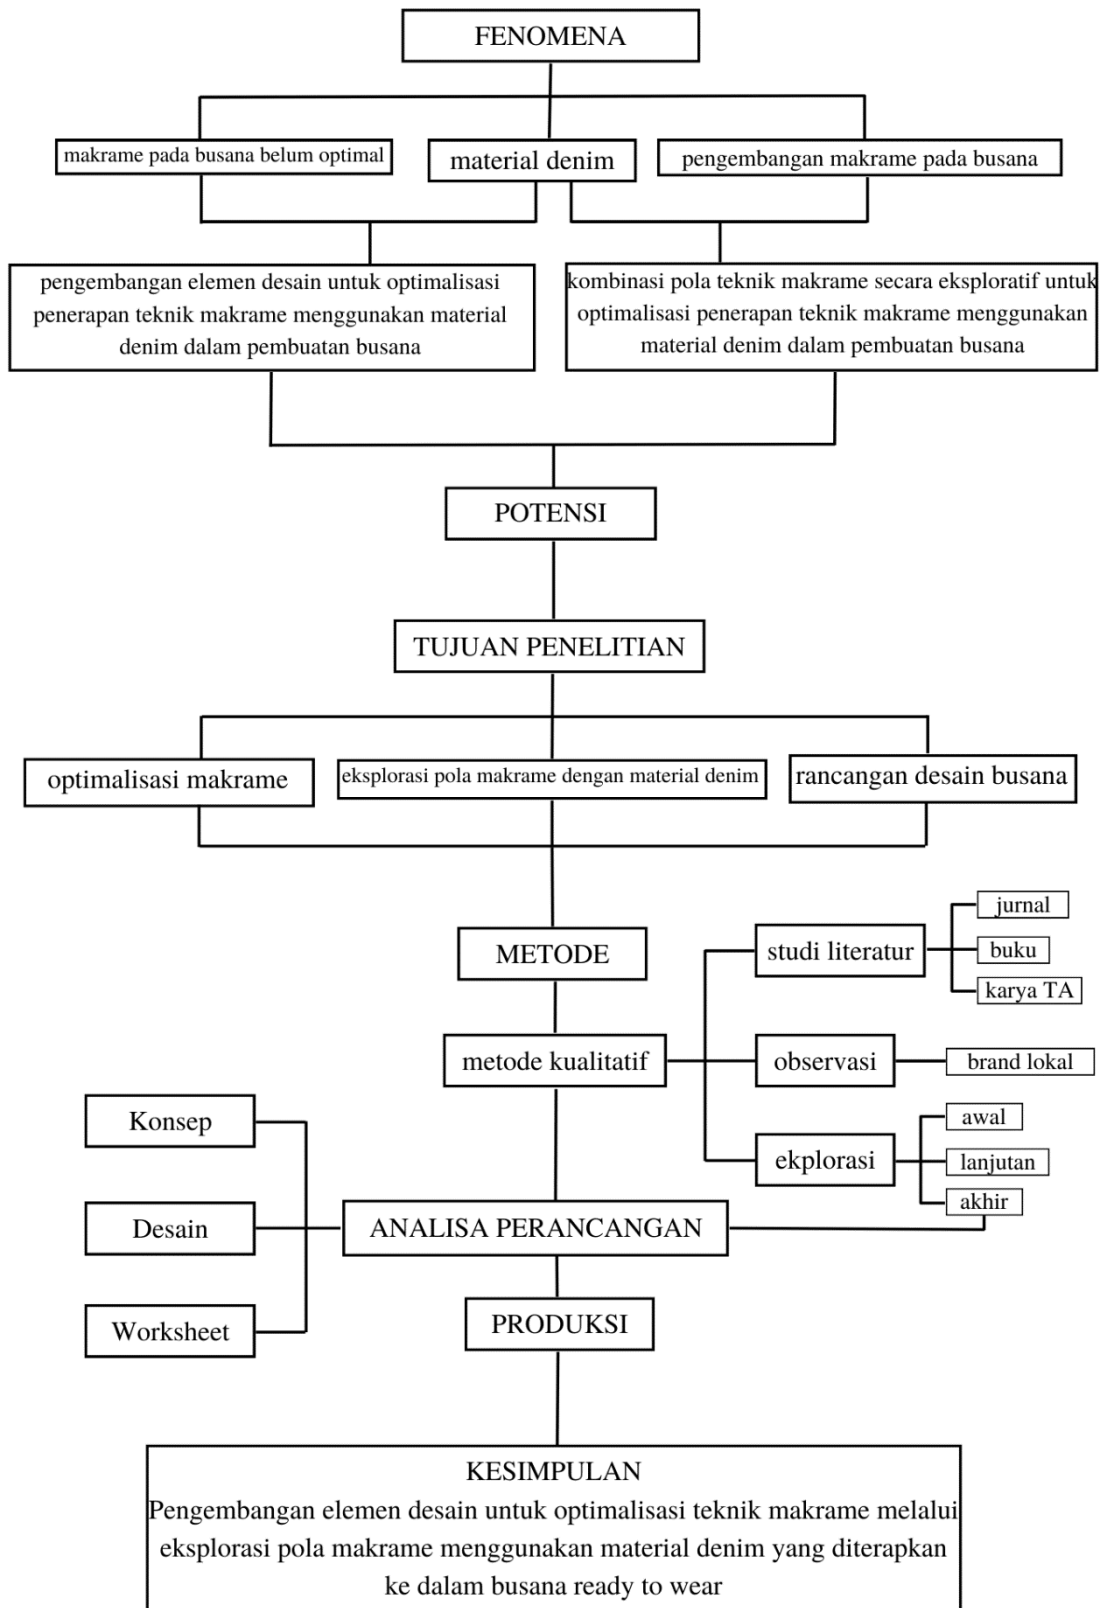 FENOMENA
makrame pada busana belum optimal
material denim
pengembangan makrame pada busana
pengembangan elemen desain untuk optimalisasi
penerapan teknik makrame menggunakan material
denim dalam pembuatan busana
kombinasi pola teknik makrame secara eksploratif untuk
optimalisasi penerapan teknik makrame menggunakan
material denim dalam pembuatan busana
POTENSI
TUJUAN PENELITIAN
optimalisasi makrame
eksplorasi pola makrame dengan material denim
rancangan desain busana
METODE
metode kualitatif
studi literatur
jurnal
buku
karya TA
observasi
brand lokal
ekplorasi
awal
lanjutan
akhir
Konsep
Desain
Worksheet
ANALISA PERANCANGAN
PRODUKSI
KESIMPULAN
Pengembangan elemen desain untuk optimalisasi teknik makrame melalui
eksplorasi pola makrame menggunakan material denim yang diterapkan
ke dalam busana ready to wear